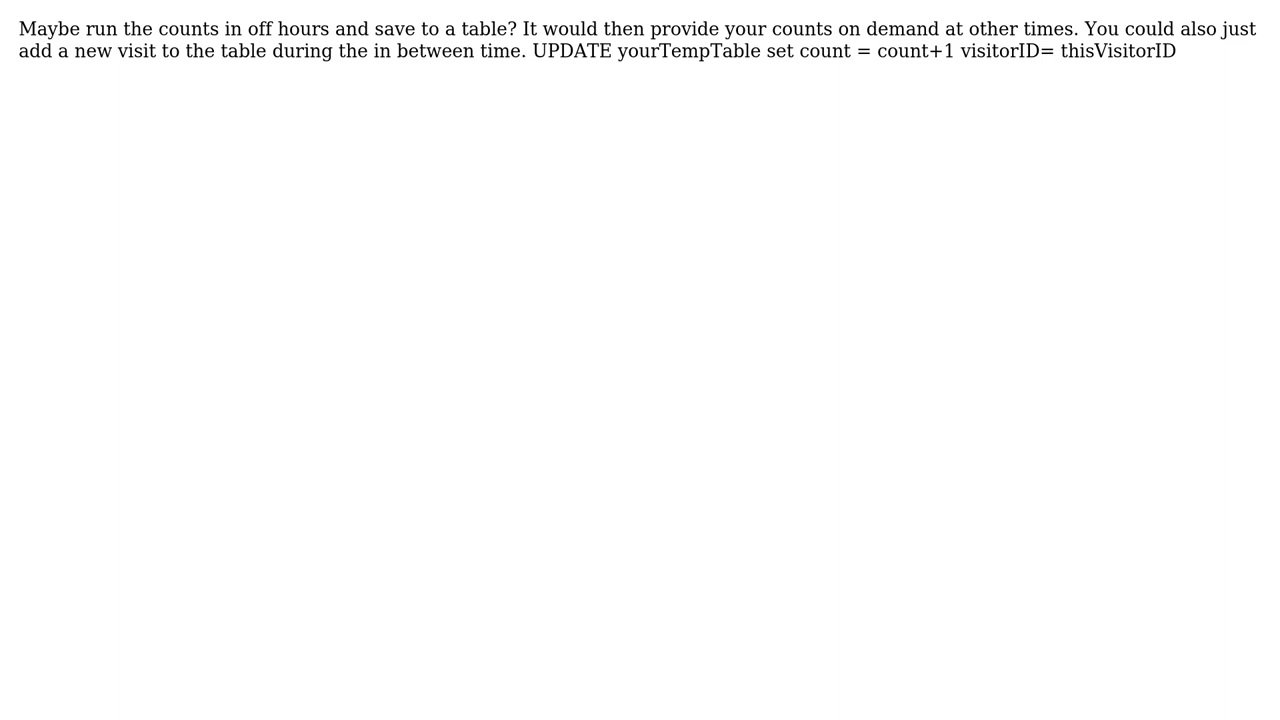 Maybe run the counts in off hours and save to a table? It would then provide your counts on demand at other times. You could also just
add a new visit to the table during the in between time. UPDATE yourTempTable set count = count+1 visitorID= thisVisitorID